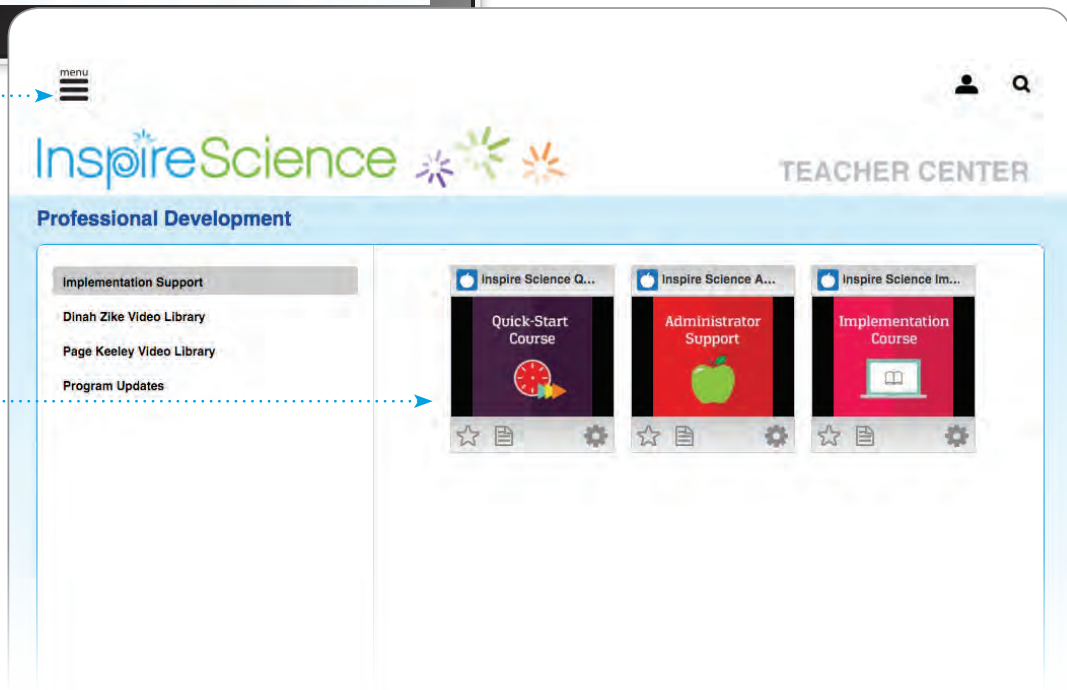 menu
InspireScience
TEACHER CENTER
Professional Development
Implementation Support
Dinah Zike Video Library
Page Keeley Video Library
Program Updates
Inspire Science Q...
Quick-Start
Course
Inspire Science A...
Administrator
Support
Inspire Science Im...
Implementation
Course